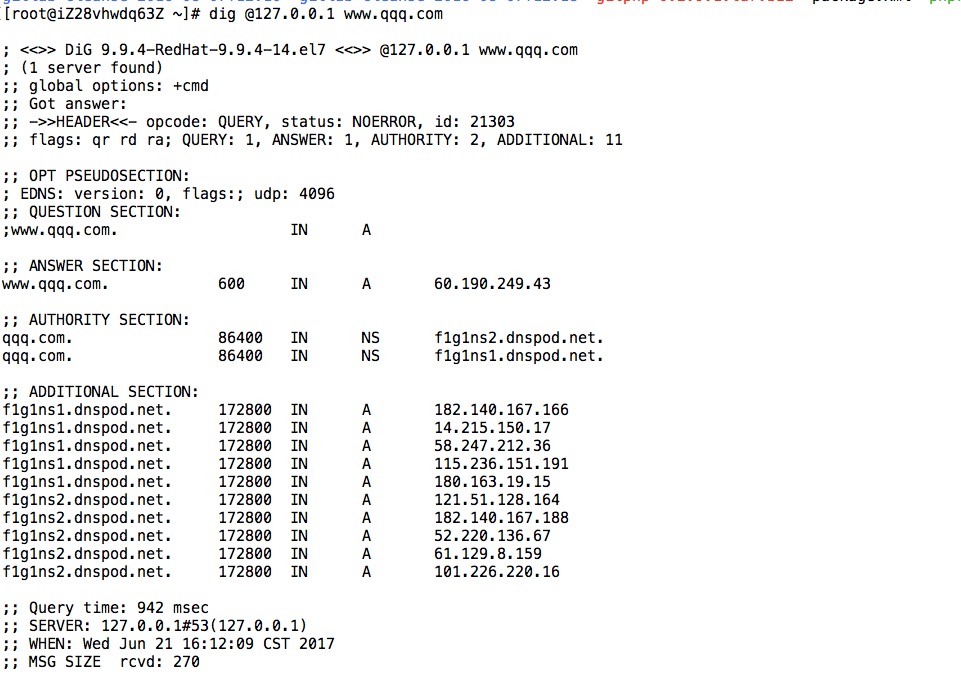 [root@iZ28vhwdq63Z ~]# dig @127.0.0.1 www.qqq.com
; <<>> DiG 9.9.4-RedHat-9.9.4-14.el7 <<>> @127.0.0.1 www.qqq.com
; (1 server found)
;; global options: +cmd
;; Got answer:
;; ->>HEADER<<- opcode: QUERY, status: NOERROR, id: 21303
;; flags: qr rd ra; QUERY: 1, ANSWER: 1, AUTHORITY: 2, ADDITIONAL: 11
;; OPT PSEUDOSECTION:
; EDNS: version: 0, flags:; udp: 4096
;; QUESTION SECTION:
;www.qqq.com. IN A
;; ANSWER SECTION:
www.qqq.com. 600 IN A 60.190.249.43
;; AUTHORITY SECTION:
qqq.com. 86400 IN NS f1g1ns2.dnspod.net.
qqq.com. 86400 IN NS f1g1ns1.dnspod.net.
;; ADDITIONAL SECTION:
f1g1ns1.dnspod.net. 172800 IN A 182.140.167.166
f1g1ns1.dnspod.net. 172800 IN A 14.215.150.17
f1g1ns1.dnspod.net. 172800 IN A 58.247.212.36
f1g1ns1.dnspod.net. 172800 IN A 115.236.151.191
f1g1ns1.dnspod.net. 172800 IN A 180.163.19.15
f1g1ns2.dnspod.net. 172800 IN A 121.51.128.164
f1g1ns2.dnspod.net. 172800 IN A 182.140.167.188
f1g1ns2.dnspod.net. 172800 IN A 52.220.136.67
f1g1ns2.dnspod.net. 172800 IN A 61.129.8.159
f1g1ns2.dnspod.net. 172800 IN A 101.226.220.16
;; Query time: 942 msec
;; SERVER: 127.0.0.1#53(127.0.0.1)
;; WHEN: Wed Jun 21 16:12:09 CST 2017
;; MSG SIZE rcvd: 270